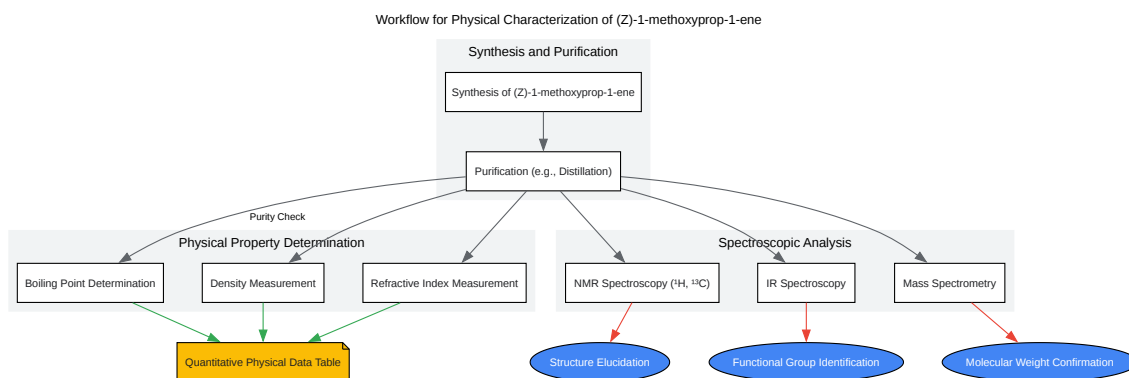 Workflow for Physical Characterization of (Z)-1-methoxyprop-1-ene
Synthesis and Purification
Synthesis of (Z)-1-methoxyprop-1-ene
Purification (e.g., Distillation)
Purity Check
Physical Property Determination
Spectroscopic Analysis
Boiling Point Determination
Density Measurement
Refractive Index Measurement
NMR Spectroscopy (¹H, ¹³C)
IR Spectroscopy
Mass Spectrometry
Quantitative Physical Data Table
Structure Elucidation
Functional Group Identification
Molecular Weight Confirmation